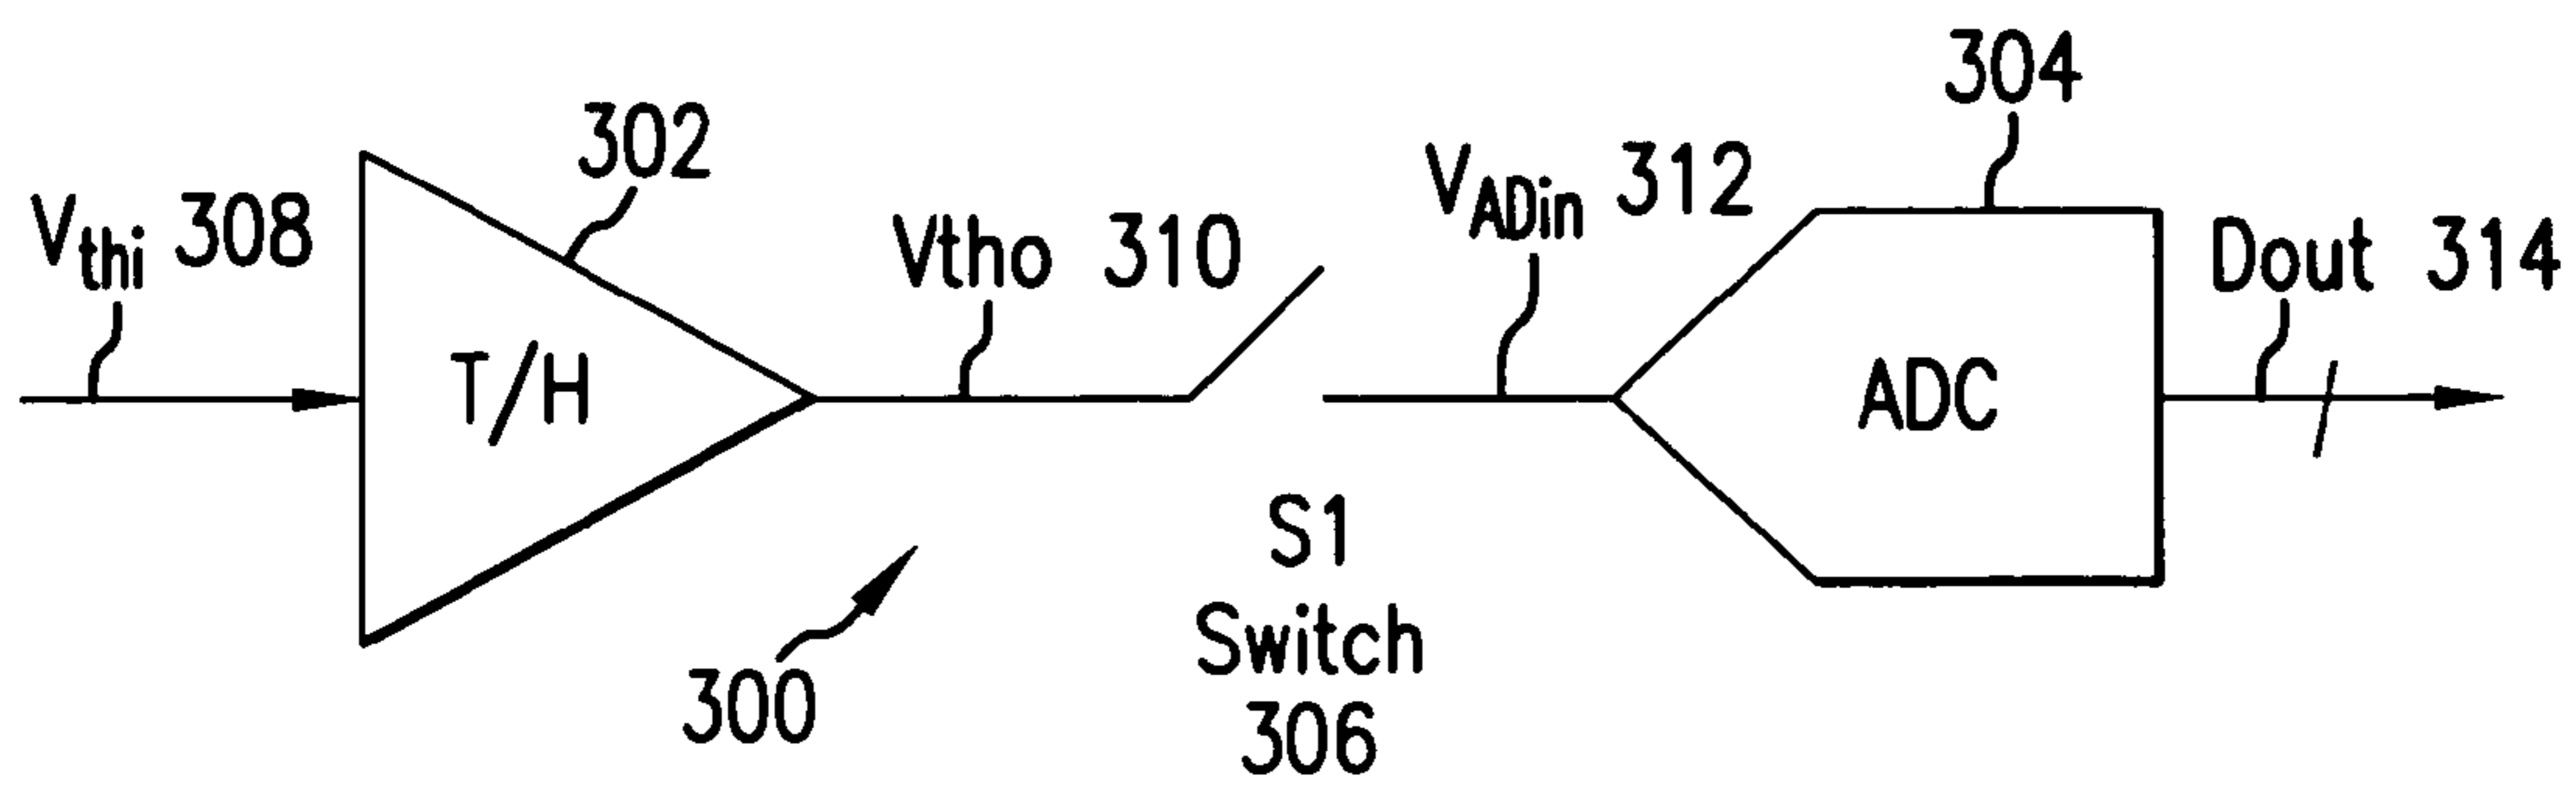 304
302
V_ADin 312
V_thi 308
Vtho 310
Dout 314
T/H
ADC
S1
Switch
306
300